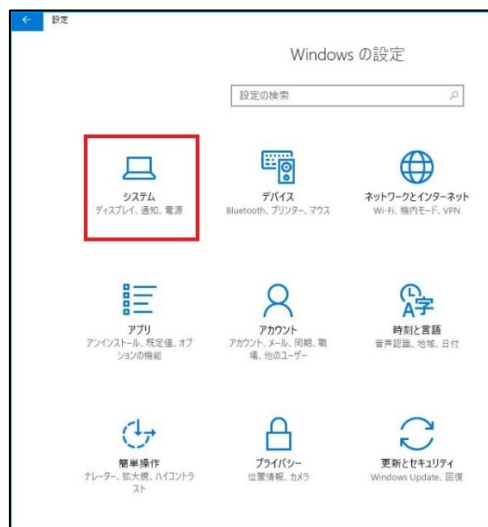 設定
Windows の設定
設定の検索
システム
ディスプレイ、通知、電源
デバイス
Bluetooth、プリンター、マウス
ネットワークとインターネット
Wi-Fi、機内モード、VPN
アプリ
アンインストール、既定値、オプ
ションの機能
アカウント
アカウント、メール、同期、職
場、他のユーザー
時刻と言語
音声認識、地域、日付
簡単操作
ナレーター、拡大鏡、ハイコントラ
スト
プライバシー
位置情報、カメラ
更新とセキュリティ
Windows Update、回復